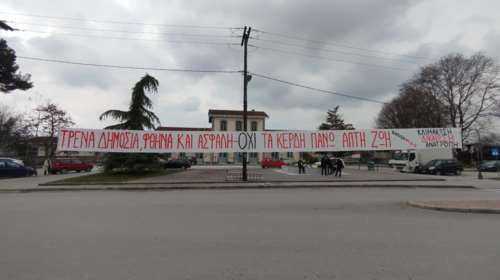 ΤΡΕΝΑ ΔΗΜΟΣΙΑ, ΦΘΗΝΑ ΚΑΙ ΑΣΦΑΛΗ-ΟΧΙ ΤΑ ΚΕΡΔΗ ΠΑΝΩ ΑΠΤΗ ΖΩΗ